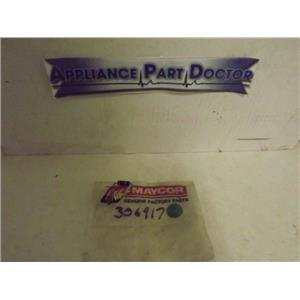 APPLIANCE PART DOCTOR
MAYCOR
GENUINE FACTORY PARTS
306917